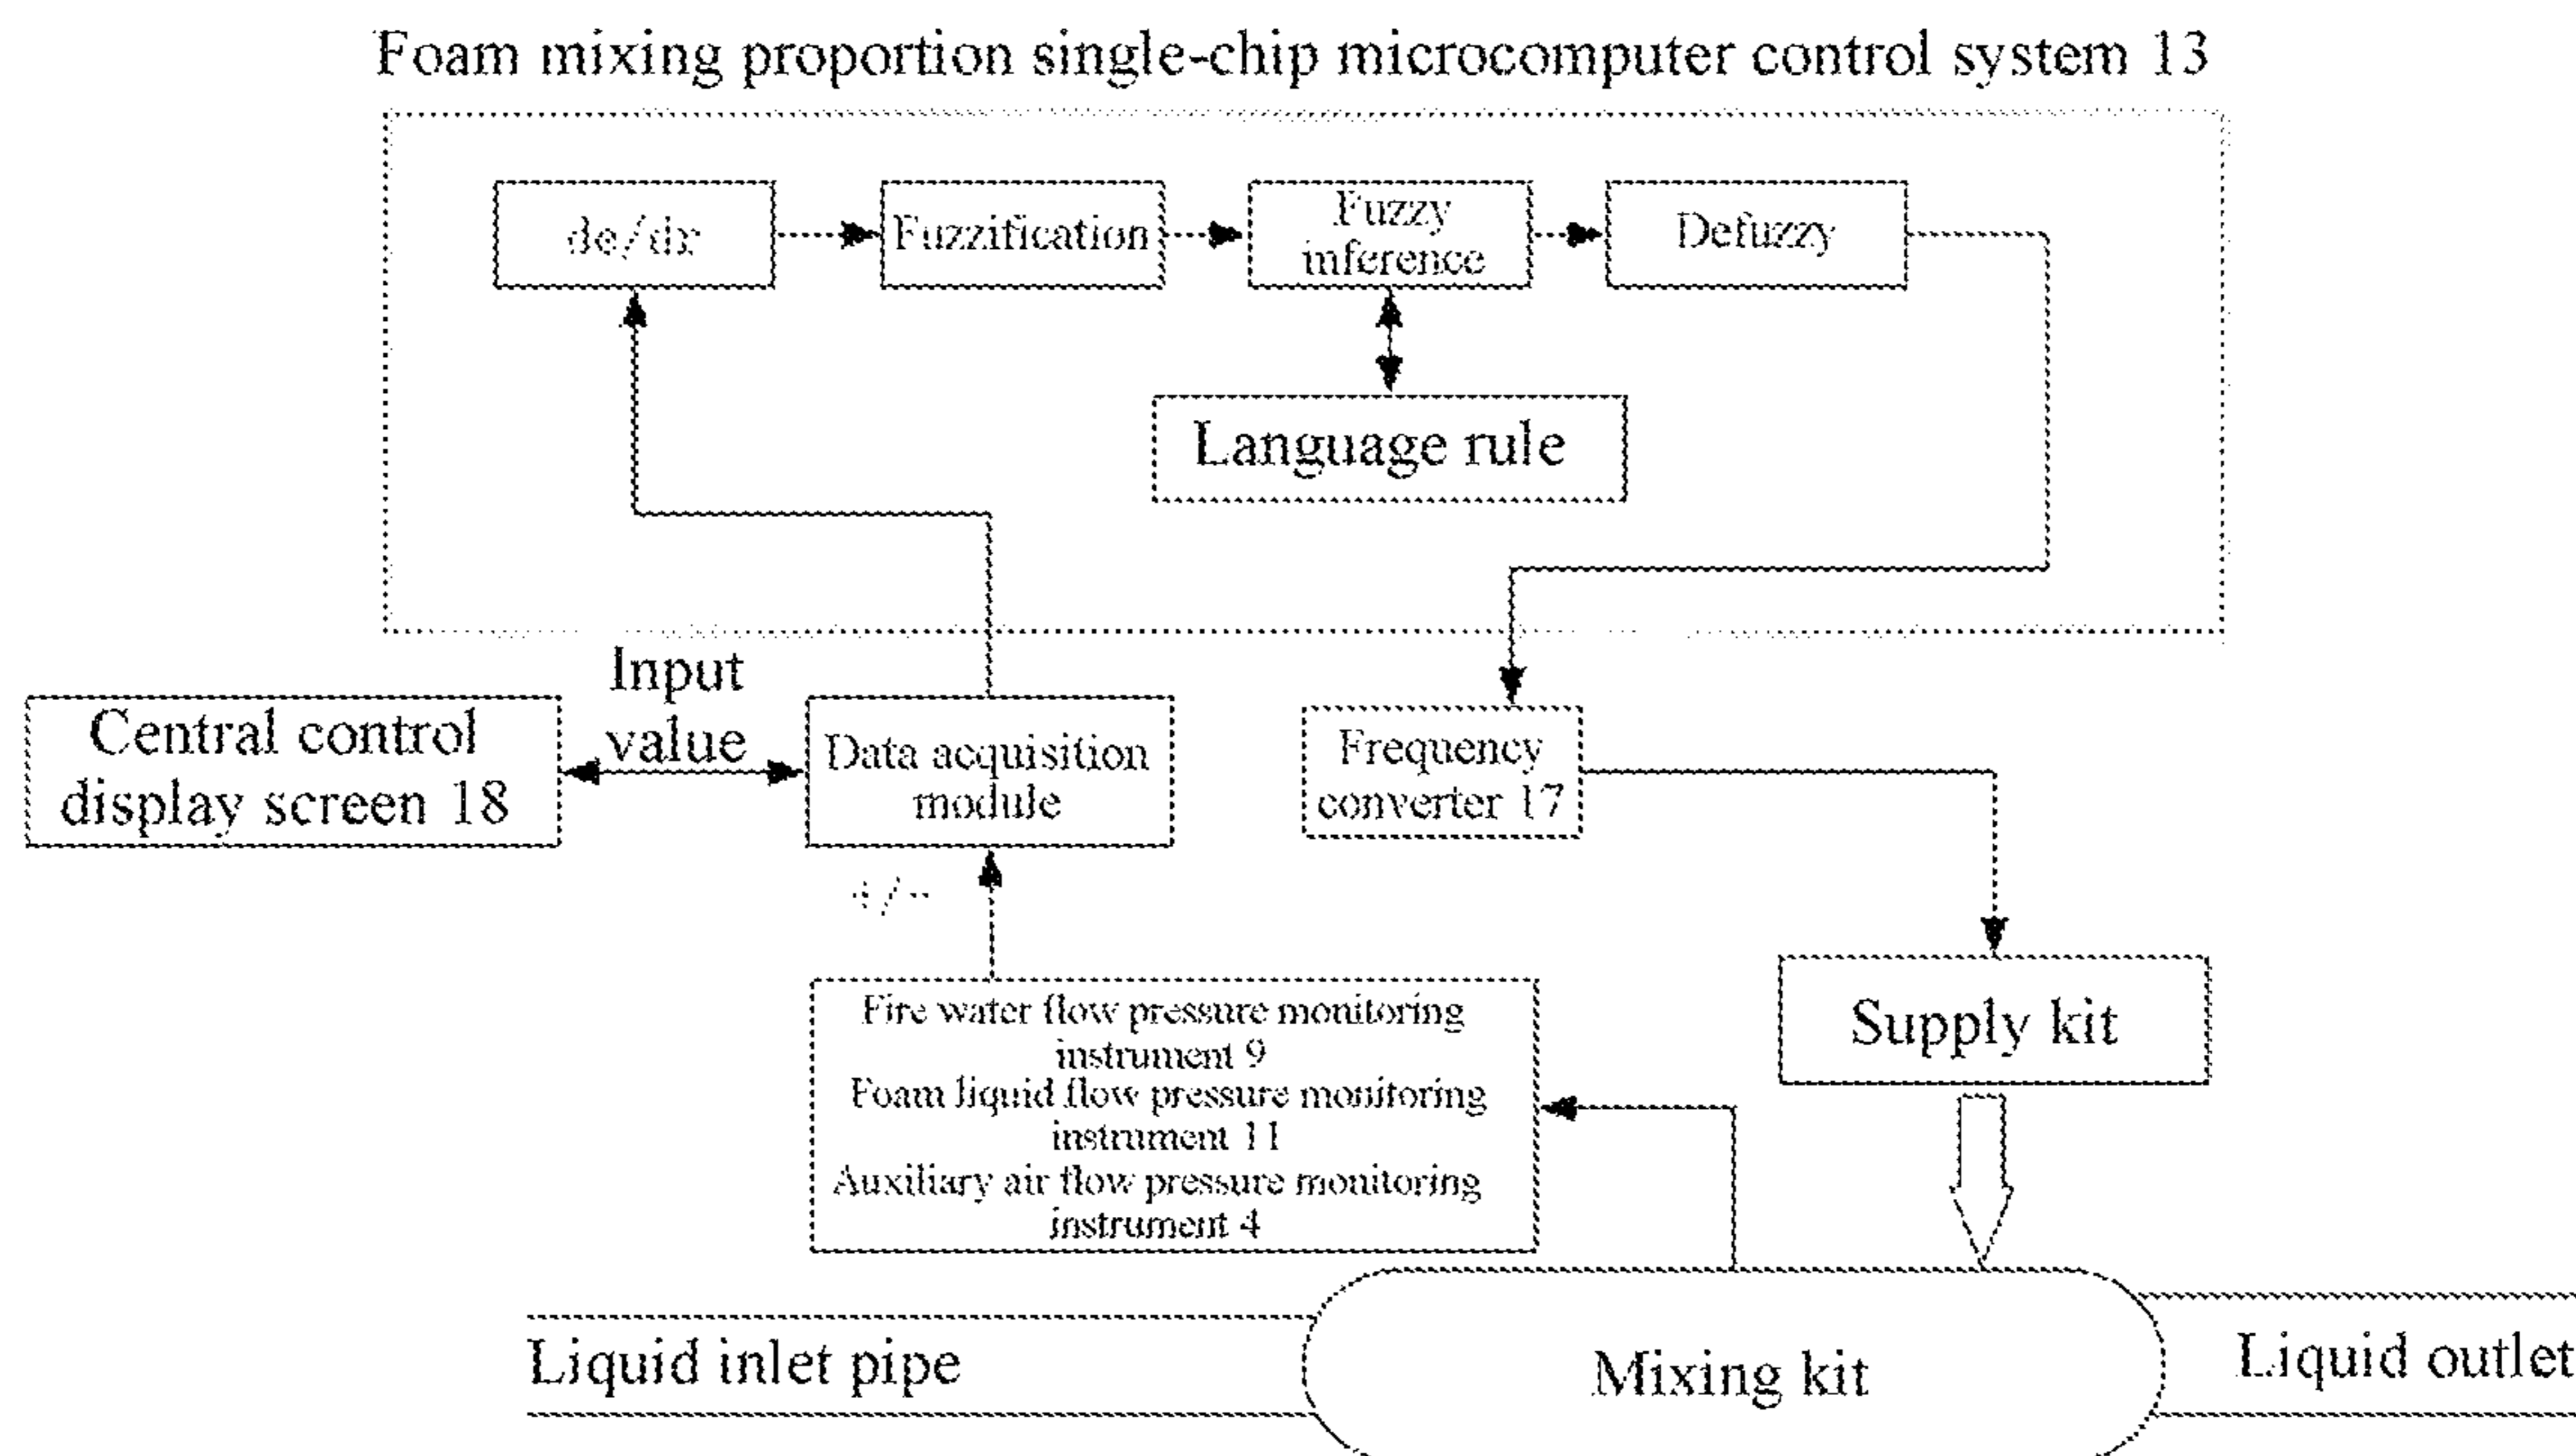 Foam mixing proportion single-chip microcomputer control system 13
de/dx
Fuzzification
Fuzzy
inference
Defuzzy
Language rule
Input
value
Central control
display screen 18
Data acquisition
module
Frequency
converter 17
+/-
Fire water flow pressure monitoring
instrument 9
Foam liquid flow pressure monitoring
instrument 11
Auxiliary air flow pressure monitoring
instrument 4
Supply kit
Liquid inlet pipe
Mixing kit
Liquid outlet